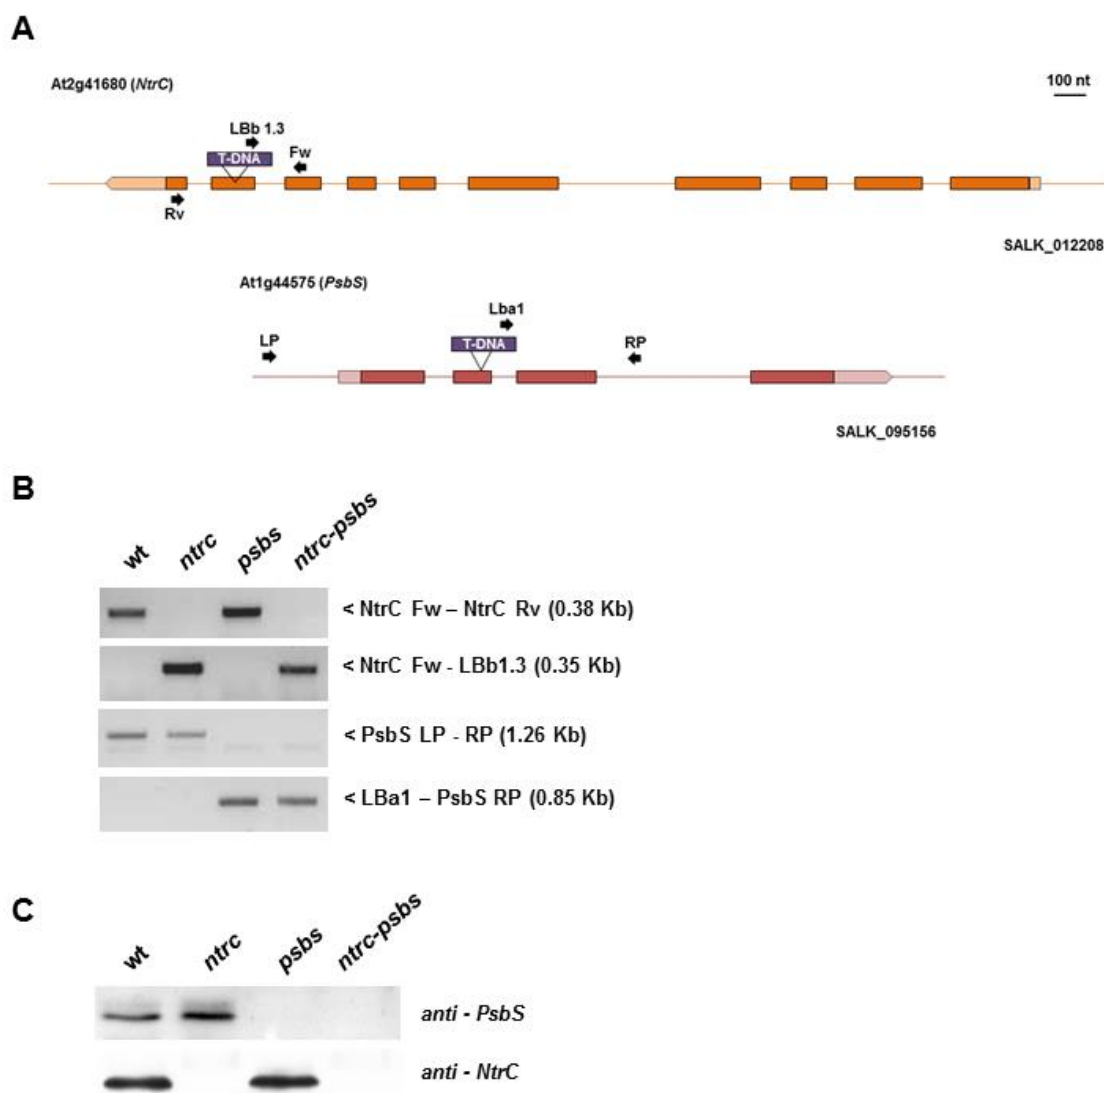 A
At2g41680 (NtrC)
100 nt
LBb 1.3
T-DNA
Fw
Rv
SALK_012208
At1g44575 (PsbS)
Lba1
LP
T-DNA
RP
SALK_095156
B
wt ntrc psbs ntrc-psbs
< NtrC Fw – NtrC Rv (0.38 Kb)
< NtrC Fw - LBb1.3 (0.35 Kb)
< PsbS LP - RP (1.26 Kb)
< LBa1 – PsbS RP (0.85 Kb)
C
wt ntrc psbs ntrc-psbs
anti - PsbS
anti - NtrC